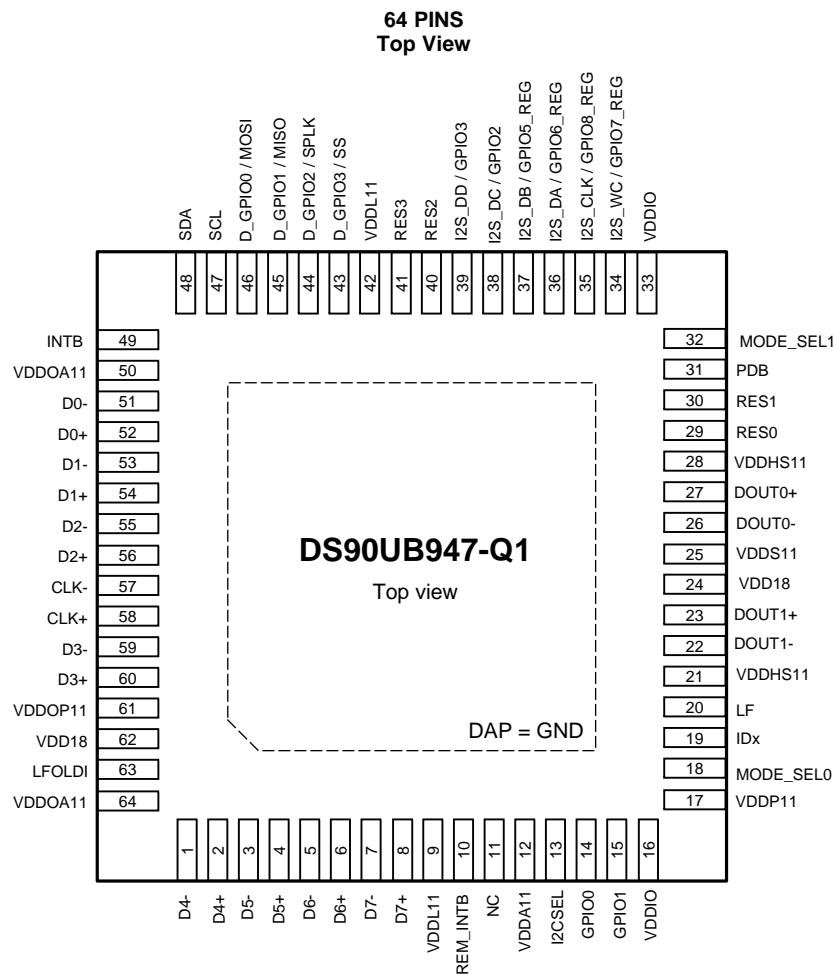 64 PINS
Top View
SDA
SCL
D_GPIO0 / MOSI
D_GPIO1 / MISO
D_GPIO2 / SPLK
D_GPIO3 / SS
VDDL11
RES3
RES2
I2S_DD / GPIO3
I2S_DC / GPIO2
I2S_DB / GPIO5_REG
I2S_DA / GPIO6_REG
I2S_CLK / GPIO8_REG
I2S_WC / GPIO7_REG
VDDIO
48
47
46
45
44
43
42
41
40
39
38
37
36
35
34
33
INTB 49
VDDOA11 50
D0- 51
D0+ 52
D1- 53
D1+ 54
D2- 55
D2+ 56
CLK- 57
CLK+ 58
D3- 59
D3+ 60
VDDOP11 61
VDD18 62
LFOLDI 63
VDDOA11 64
DS90UB947-Q1
Top view
DAP = GND
32 MODE_SEL1
31 PDB
30 RES1
29 RES0
28 VDDHS11
27 DOUT0+
26 DOUT0-
25 VDDS11
24 VDD18
23 DOUT1+
22 DOUT1-
21 VDDHS11
20 LF
19 IDx
18 MODE_SEL0
17 VDDP11
1
2
3
4
5
6
7
8
9
10
11
12
13
14
15
16
D4-
D4+
D5-
D5+
D6-
D6+
D7-
D7+
VDDL11
REM_INTB
NC
VDDA11
I2CSEL
GPIO0
GPIO1
VDDIO